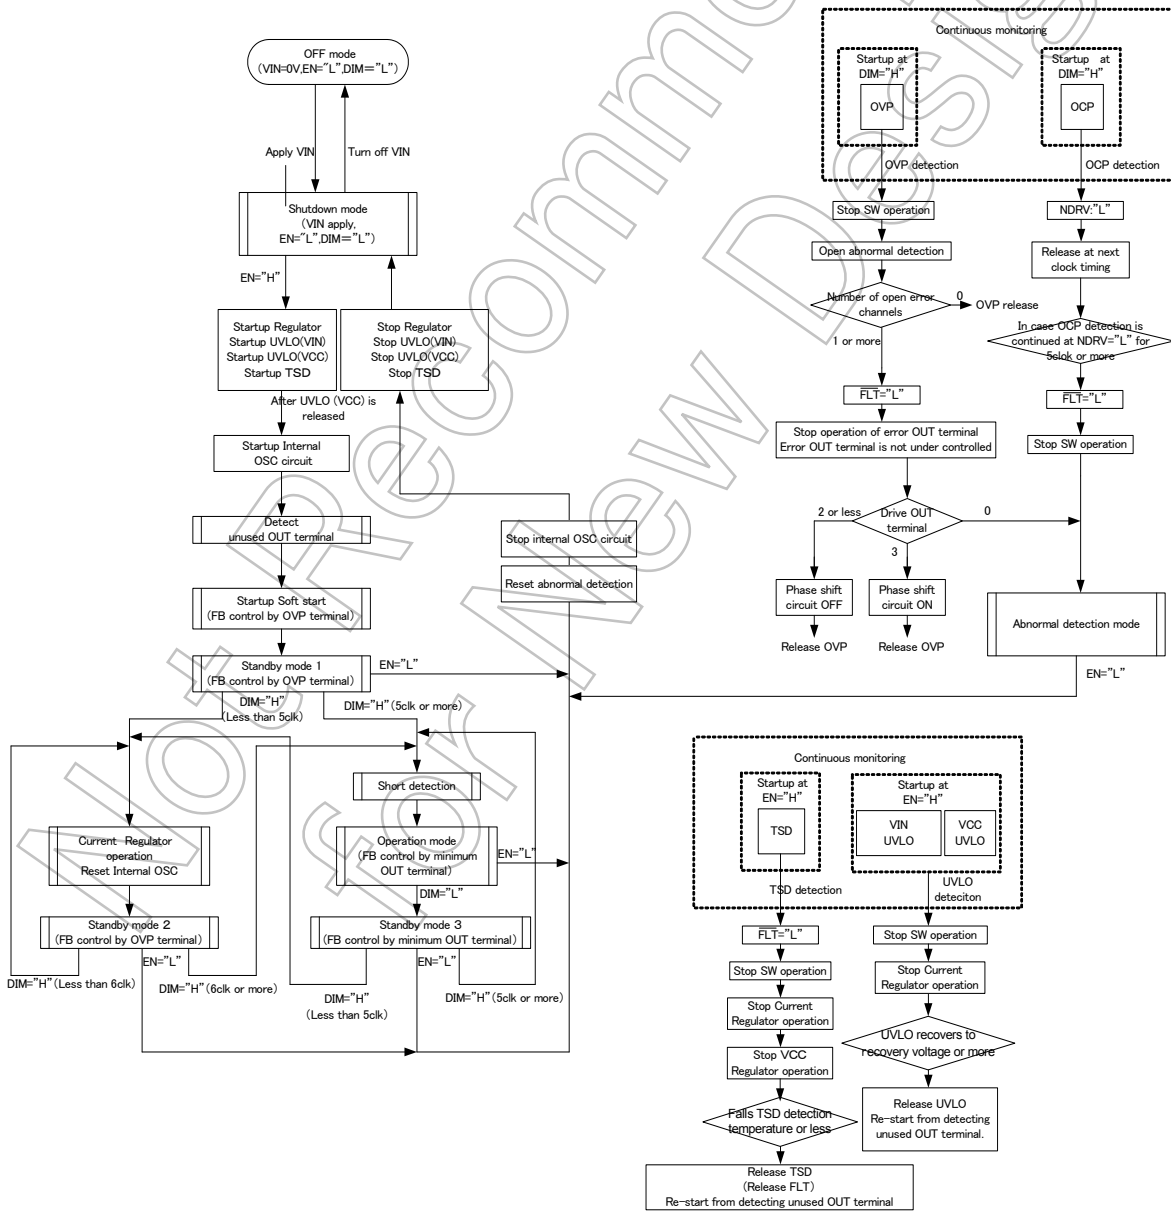 OFF mode
(VIN=0V,EN="L",DIM="L")
Apply VIN
Turn off VIN
Shutdown mode
(VIN apply,
EN="L",DIM="L")
EN="H"
Startup Regulator
Startup UVLO(VIN)
Startup UVLO(VCC)
Startup TSD
Stop Regulator
Stop UVLO(VIN)
Stop UVLO(VCC)
Stop TSD
After UVLO (VCC) is
released
Startup Internal
OSC circuit
Detect
unused OUT terminal
Stop internal OSC circuit
Reset abnormal detection
Startup Soft start
(FB control by OVP terminal)
Standby mode 1
(FB control by OVP terminal)
EN="L"
DIM="H"
(Less than 5clk)
DIM="H" (5clk or more)
Short detection
Current Regulator
operation
Reset Internal OSC
Operation mode
(FB control by minimum
OUT terminal)
EN="L"
DIM="L"
Standby mode 2
(FB control by OVP terminal)
Standby mode 3
(FB control by minimum OUT terminal)
EN="L"
EN="L"
DIM="H" (Less than 6clk)
DIM="H" (6clk or more)
DIM="H"
(Less than 5clk)
DIM="H" (5clk or more)
Continuous monitoring
Startup at
DIM="H"
OVP
Startup at
DIM="H"
OCP
OVP detection
OCP detection
Stop SW operation
NDRV:"L"
Open abnormal detection
Release at next
clock timing
Number of open error
channels
0
OVP release
1 or more
In case OCP detection is
continued at NDRV="L" for
5clok or more
FLT="L"
FLT="L"
Stop operation of error OUT terminal
Error OUT terminal is not under controlled
Stop SW operation
2 or less
Drive OUT
terminal
0
3
Phase shift
circuit OFF
Phase shift
circuit ON
Release OVP
Release OVP
Abnormal detection mode
EN="L"
Continuous monitoring
Startup at
EN="H"
TSD
Startup at
EN="H"
VIN
UVLO
VCC
UVLO
TSD detection
UVLO
deteciton
FLT="L"
Stop SW operation
Stop SW operation
Stop Current
Regulator operation
Stop Current
Regulator operation
UVLO recovers to
recovery voltage or more
Stop VCC
Regulator operation
Falls TSD detection
temperature or less
Release UVLO
Re-start from detecting
unused OUT terminal.
Release TSD
(Release FLT)
Re-start from detecting unused OUT terminal
Not Recomme
for New Desig